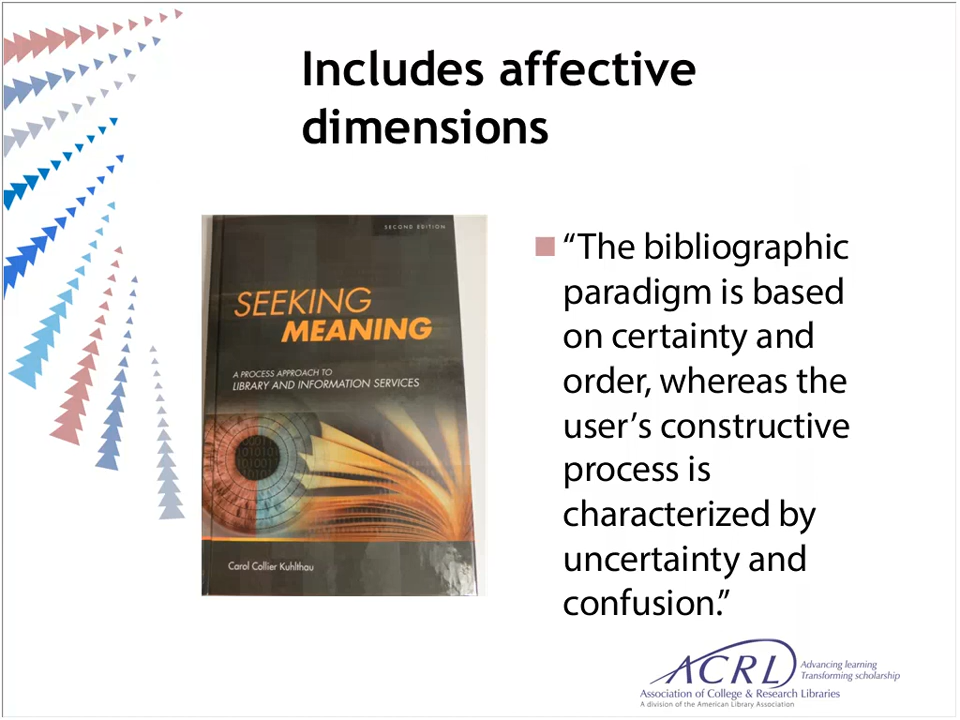 Includes affective
dimensions
SECOND EDITION
SEEKING
MEANING
A PROCESS APPROACH TO
LIBRARY AND INFORMATION SERVICES
Carol Collier Kuhlthau
“The bibliographic
paradigm is based
on certainty and
order, whereas the
user’s constructive
process is
characterized by
uncertainty and
confusion.”
ACRL
Advancing learning
Transforming scholarship
Association of College & Research Libraries
A division of the American Library Association